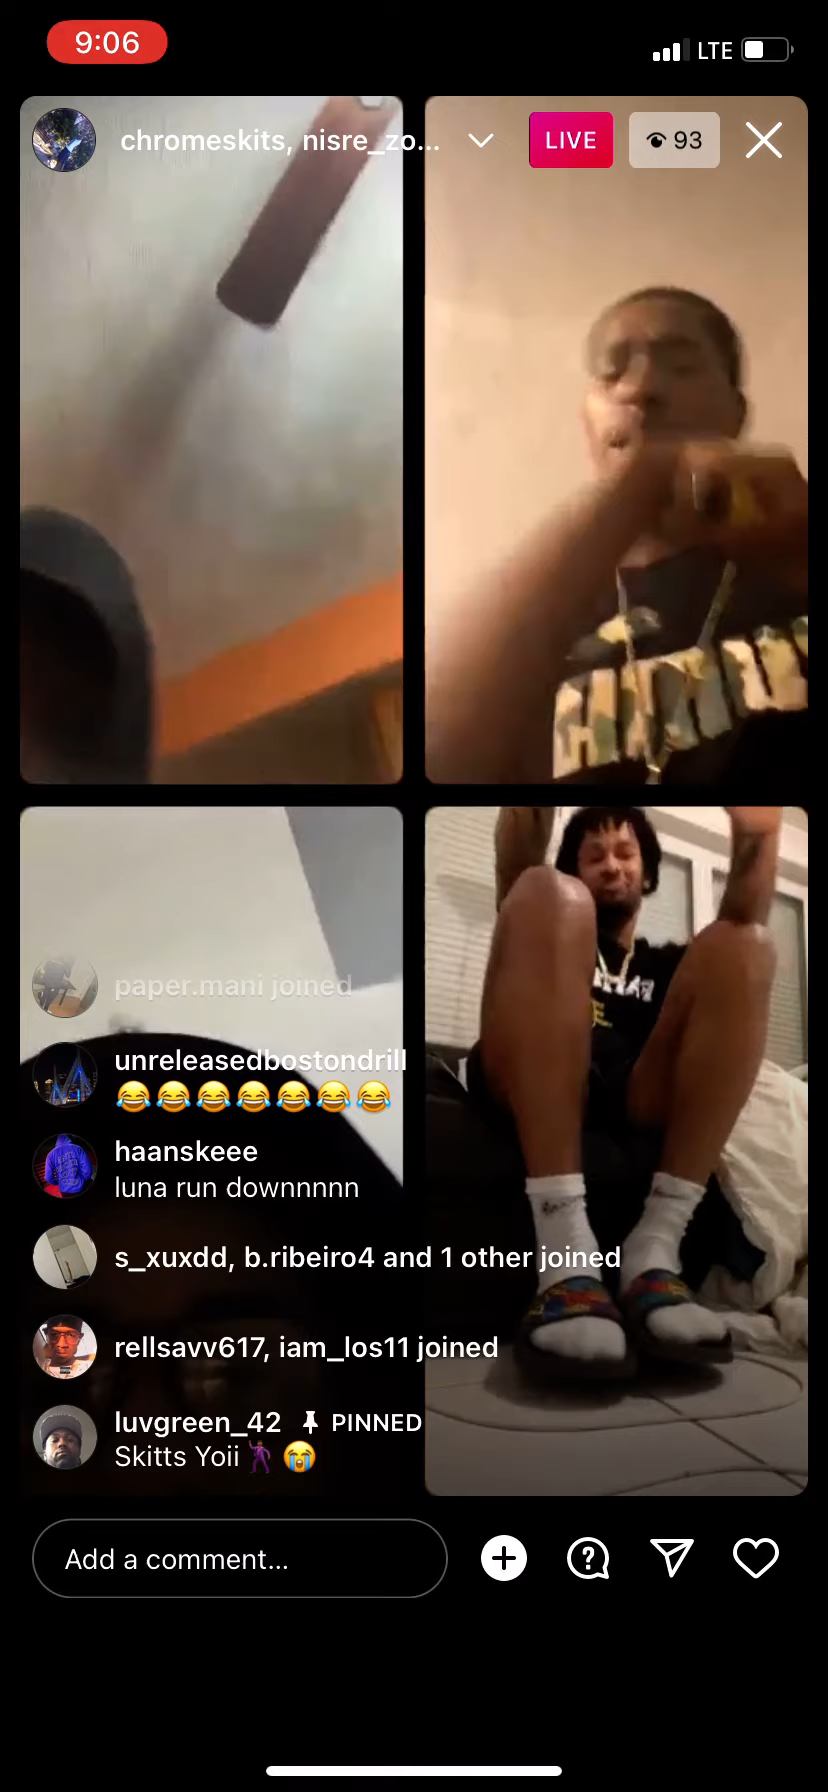 9:06
LTE
chromeskits, nisre_zo...
LIVE
93
paper.mani joined
unreleasedbostondrill
😂😂😂😂😂😂😂
haanskeee
luna run downnnnn
s_xuxdd, b.ribeiro4 and 1 other joined
rellsavv617, iam_los11 joined
luvgreen_42 PINNED
Skitts Yoii🕺🏾😭
Add a comment...